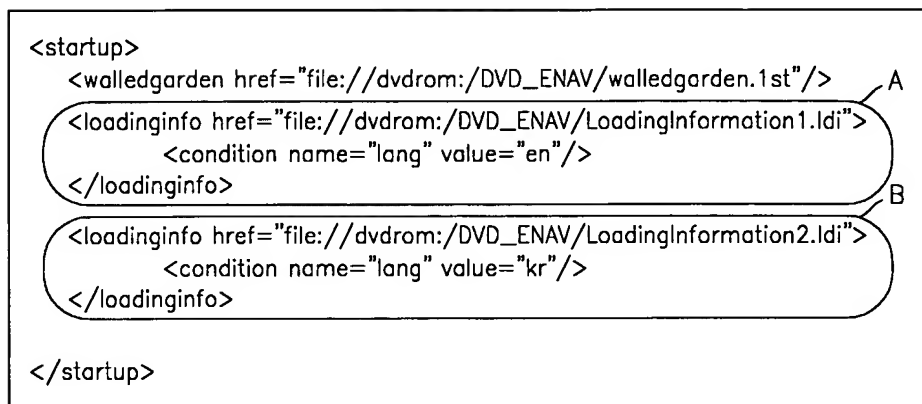 <startup>
<walledgarden href="file://dvdrom:/DVD_ENAV/walledgarden.1st"/>
A
<loadinginfo href="file://dvdrom:/DVD_ENAV/LoadingInformation1.ldi">
<condition name="lang" value="en"/>
</loadinginfo>
B
<loadinginfo href="file://dvdrom:/DVD_ENAV/LoadingInformation2.ldi">
<condition name="lang" value="kr"/>
</loadinginfo>
</startup>